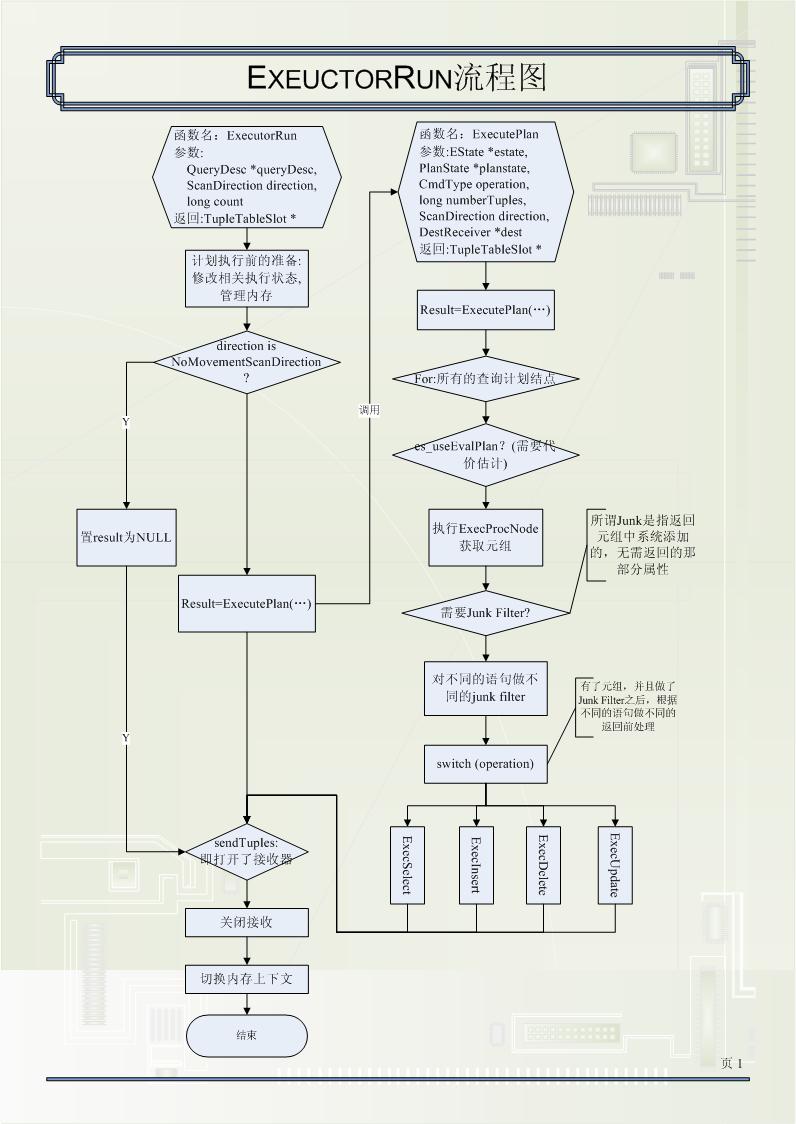 EXEUCTORRUN流程图
函数名：ExecutorRun
参数:
QueryDesc *queryDesc,
ScanDirection direction,
long count
返回:TupleTableSlot *
计划执行前的准备:
修改相关执行状态,
管理内存
direction is
NoMovementScanDirection
?
Y
置result为NULL
Result=ExecutePlan(…)
Y
sendTuples:
即打开了接收器
关闭接收
切换内存上下文
结束
调用
函数名：ExecutePlan
参数:EState *estate,
PlanState *planstate,
CmdType operation,
long numberTuples,
ScanDirection direction,
DestReceiver *dest
返回:TupleTableSlot *
Result=ExecutePlan(…)
For:所有的查询计划结点
es_useEvalPlan？(需要代
价估计)
执行ExecProcNode
获取元组
所谓Junk是指返回
元组中系统添加
的，无需返回的那
部分属性
需要Junk Filter?
对不同的语句做不
同的junk filter
有了元组，并且做了
Junk Filter之后，根据
不同的语句做不同的
返回前处理
switch (operation)
ExecSelect
ExecInsert
ExecDelete
ExecUpdate
页 1